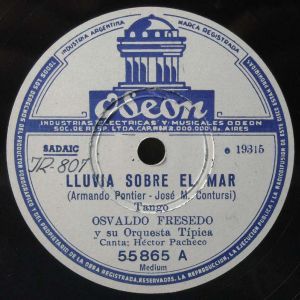 INDUSTRIA ARGENTINA
MARCA REGISTRADA
Odeon
INDUSTRIAS ELECTRICAS Y MUSICALES ODEON
SOC. DE RESP. LTDA. CAP. M$N 3.000.000 B. AIRES
SADAIC
19315
JR-807
LLUVIA SOBRE EL MAR
(Armando Pontier - José M. Contursi)
Tango
OSVALDO FRESEDO
y su Orquesta Típica
Canta: Héctor Pacheco
55865 A
Medium